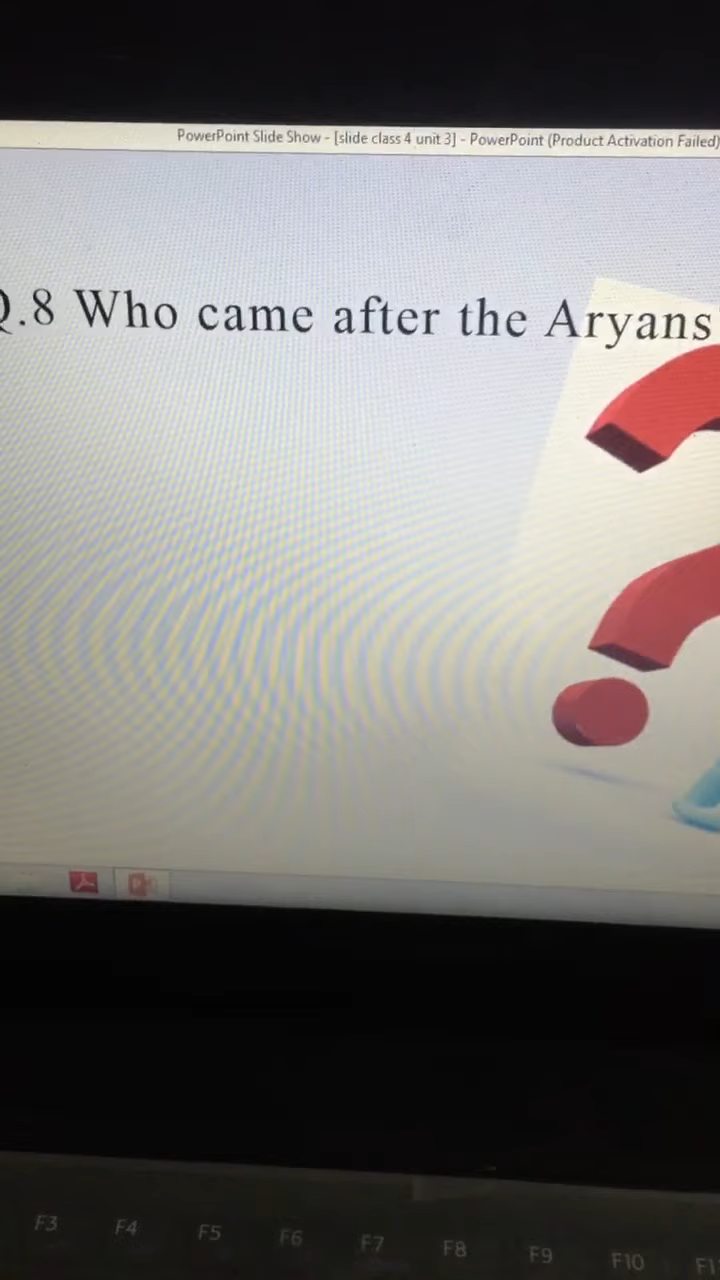 PowerPoint Slide Show - [slide class 4 unit 3] - PowerPoint (Product Activation Failed)
Q.8 Who came after the Aryans
F3 F4 F5 F6 F7 F8 F9 F10